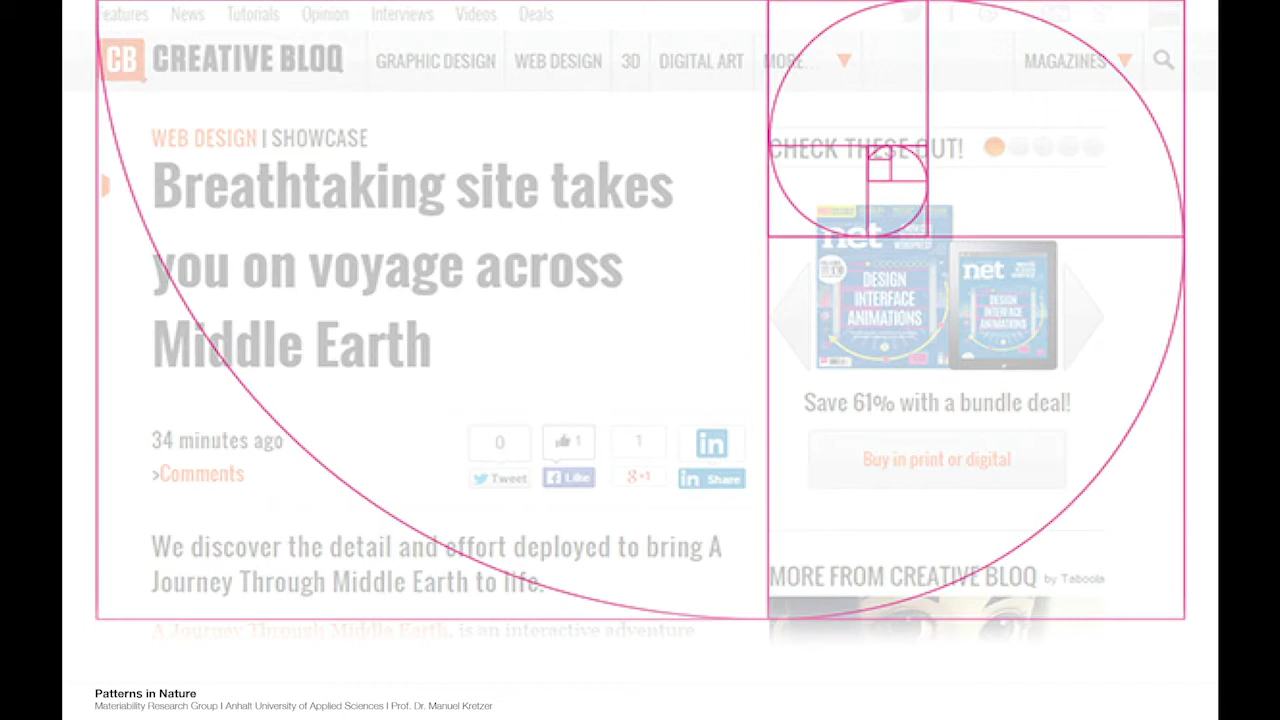 eatures News Tutorials Opinion Interviews Videos Deals
CB CREATIVE BLOQ GRAPHIC DESIGN WEB DESIGN 3D DIGITAL ART MORE... MAGAZINES
WEB DESIGN | SHOWCASE
Breathtaking site takes
you on voyage across
Middle Earth
34 minutes ago
>Comments
0 1 1 in
Tweet Like g+1 in Share
We discover the detail and effort deployed to bring A
Journey Through Middle Earth to life.
A Journey Through Middle Earth, is an interactive adventure
CHECK THESE OUT!
net
DESIGN
INTERFACE
ANIMATIONS
net
DESIGN
INTERFACE
ANIMATIONS
Save 61% with a bundle deal!
Buy in print or digital
MORE FROM CREATIVE BLOQ by Taboola
Patterns in Nature
Materiability Research Group | Anhalt University of Applied Sciences | Prof. Dr. Manuel Kretzer